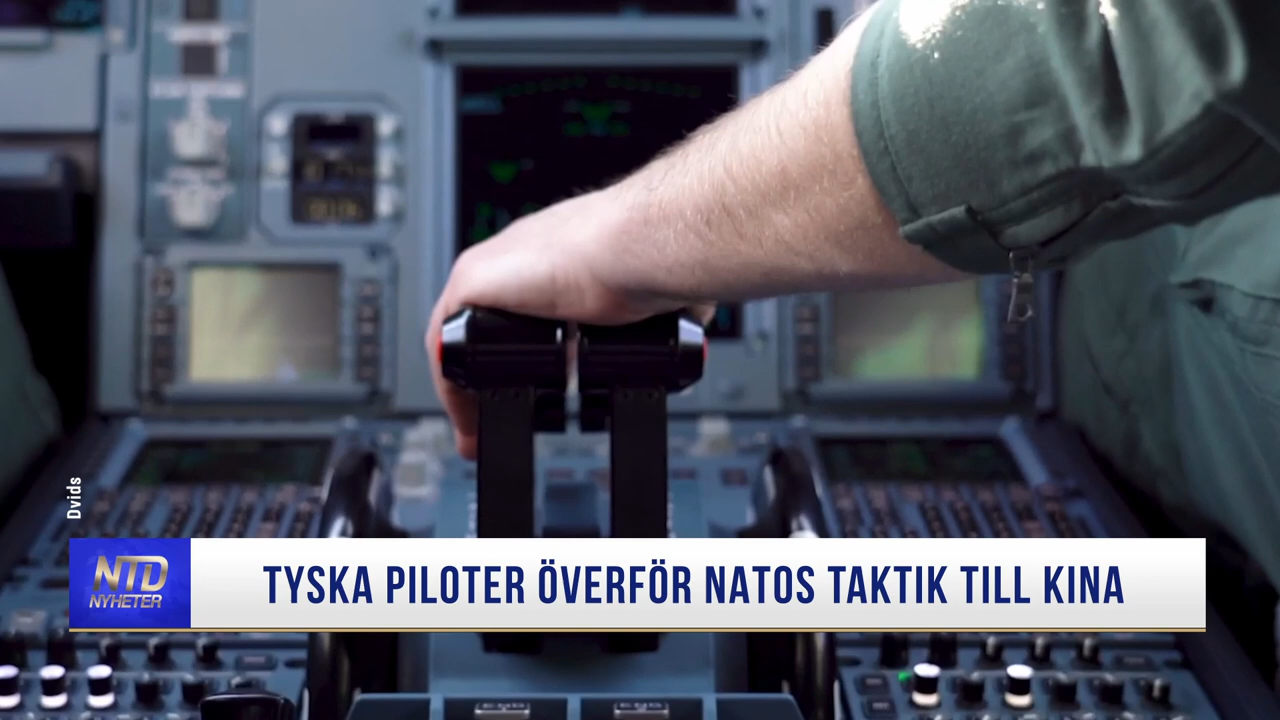 Dvids
NTD
NYHETER
TYSKA PILOTER ÖVERFÖR NATOS TAKTIK TILL KINA